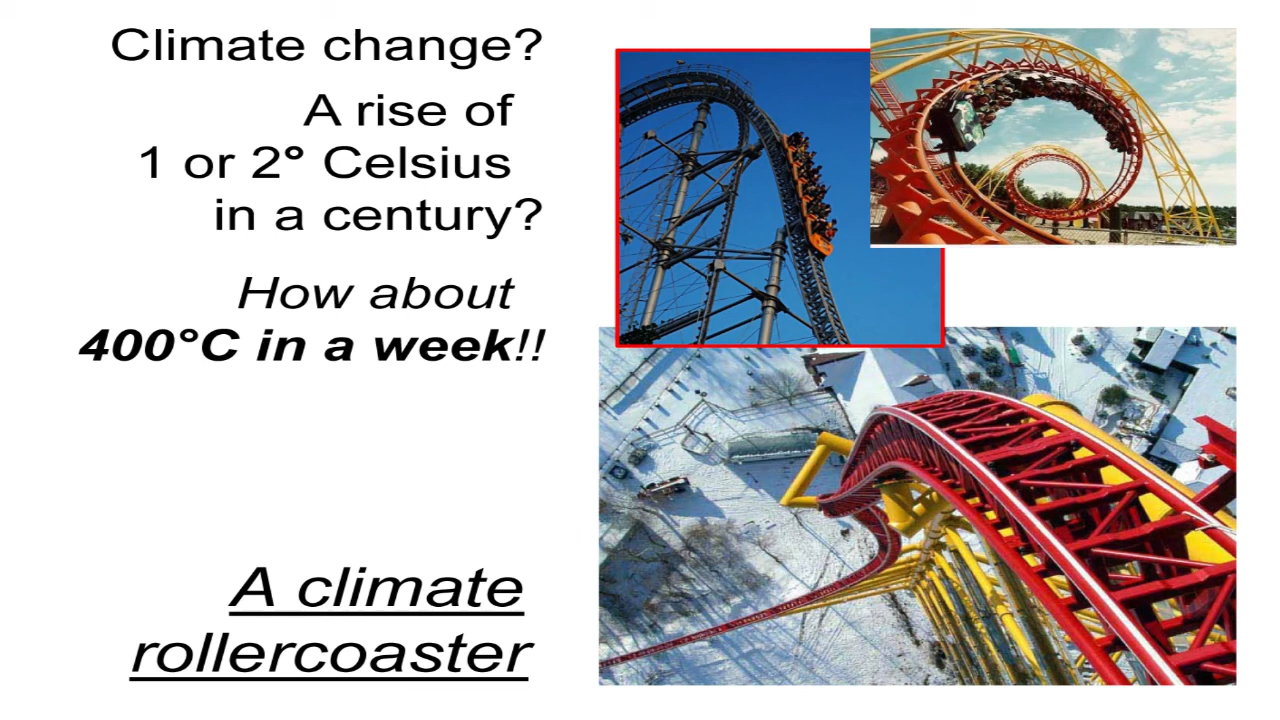 Climate change?
A rise of
1 or 2° Celsius
in a century?
How about
400°C in a week!!
A climate
rollercoaster